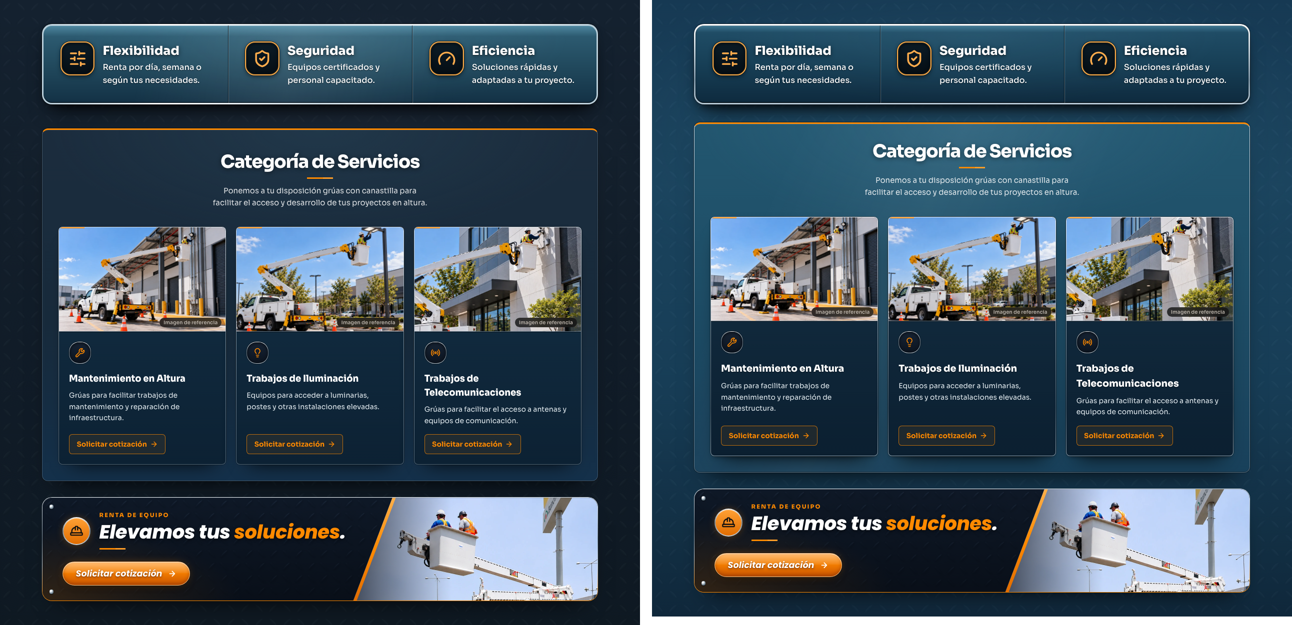 Flexibilidad
Renta por día, semana o
según tus necesidades.
Seguridad
Equipos certificados y
personal capacitado.
Eficiencia
Soluciones rápidas y
adaptadas a tu proyecto.
Categoría de Servicios
Ponemos a tu disposición grúas con canastilla para
facilitar el acceso y desarrollo de tus proyectos en altura.
Imagen de referencia
Imagen de referencia
Imagen de referencia
Mantenimiento en Altura
Grúas para facilitar trabajos de
mantenimiento y reparación de
infraestructura.
Solicitar cotización →
Trabajos de Iluminación
Equipos para acceder a luminarias,
postes y otras instalaciones elevadas.
Solicitar cotización →
Trabajos de
Telecomunicaciones
Grúas para facilitar el acceso a antenas y
equipos de comunicación.
Solicitar cotización →
RENTA DE EQUIPO
Elevamos tus soluciones.
Solicitar cotización →
Flexibilidad
Renta por día, semana o
según tus necesidades.
Seguridad
Equipos certificados y
personal capacitado.
Eficiencia
Soluciones rápidas y
adaptadas a tu proyecto.
Categoría de Servicios
Ponemos a tu disposición grúas con canastilla para
facilitar el acceso y desarrollo de tus proyectos en altura.
Imagen de referencia
Imagen de referencia
Imagen de referencia
Mantenimiento en Altura
Grúas para facilitar trabajos de
mantenimiento y reparación de
infraestructura.
Solicitar cotización →
Trabajos de Iluminación
Equipos para acceder a luminarias,
postes y otras instalaciones elevadas.
Solicitar cotización →
Trabajos de
Telecomunicaciones
Grúas para facilitar el acceso a antenas y
equipos de comunicación.
Solicitar cotización →
RENTA DE EQUIPO
Elevamos tus soluciones.
Solicitar cotización →